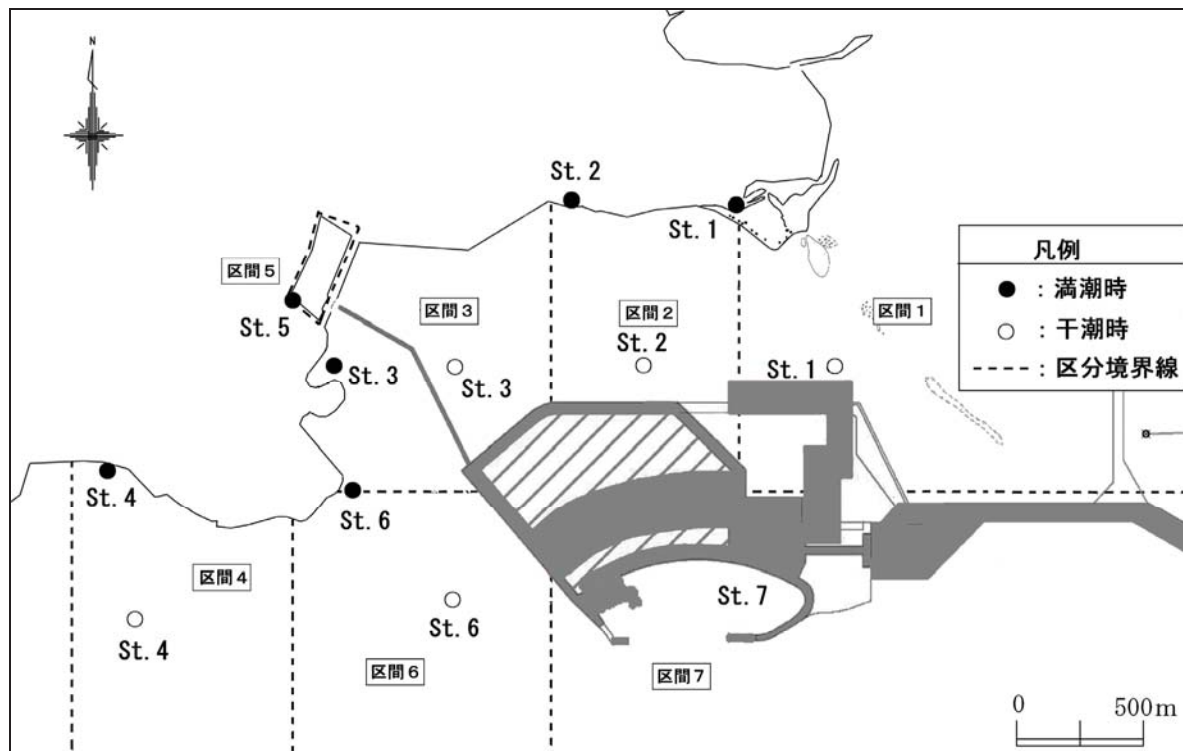 N
St. 2
St. 1
区間5
St. 5
区間3
区間2
区間1
St. 3
St. 3
St. 2
St. 1
凡例
● : 満潮時
○ : 干潮時
----- : 区分境界線
St. 4
St. 6
区間4
St. 4
St. 6
St. 7
区間6
区間7
0 500m